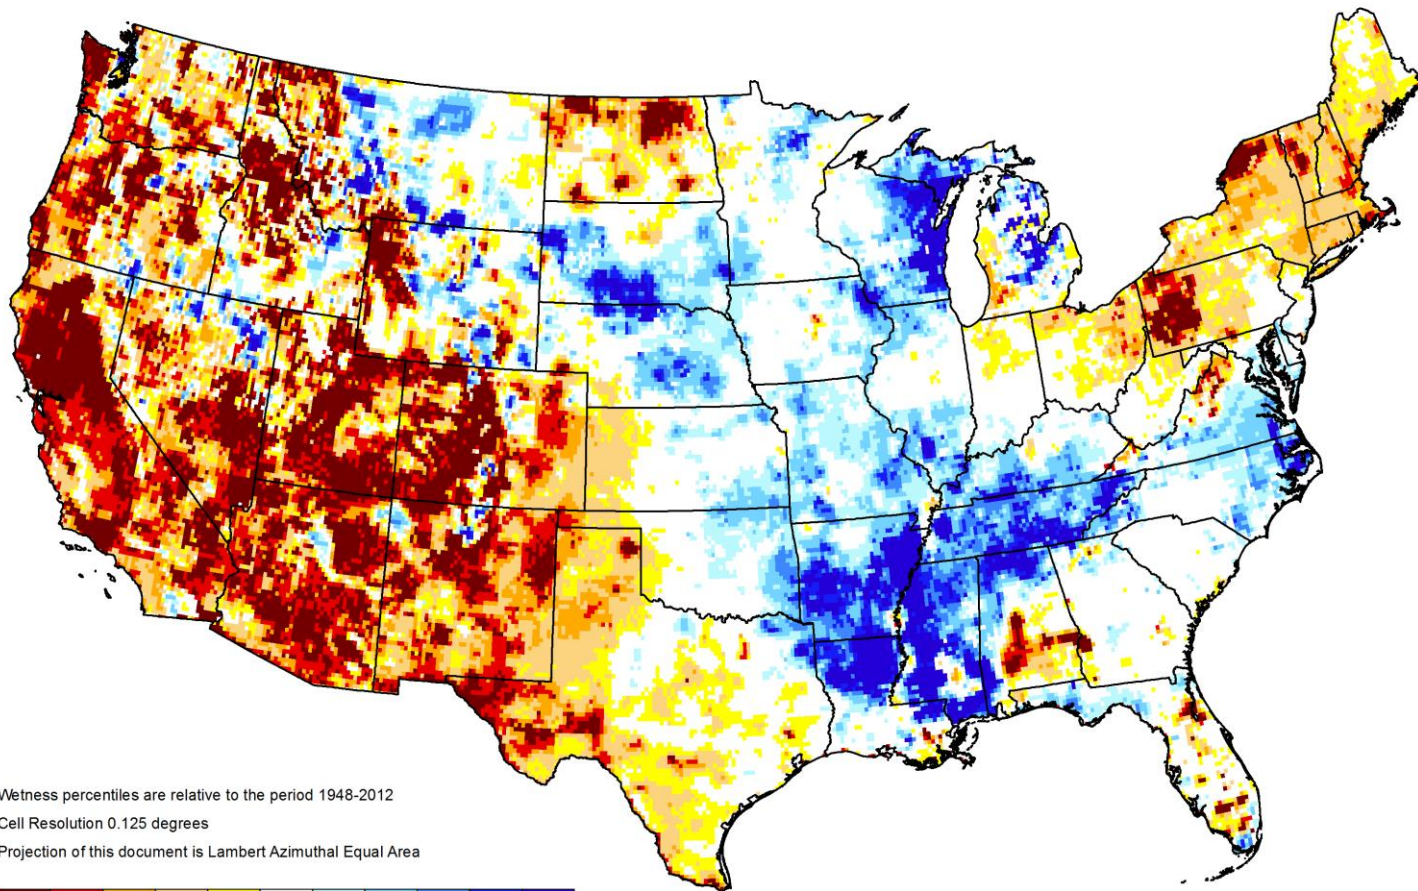 Wetness percentiles are relative to the period 1948-2012
Cell Resolution 0.125 degrees
Projection of this document is Lambert Azimuthal Equal Area